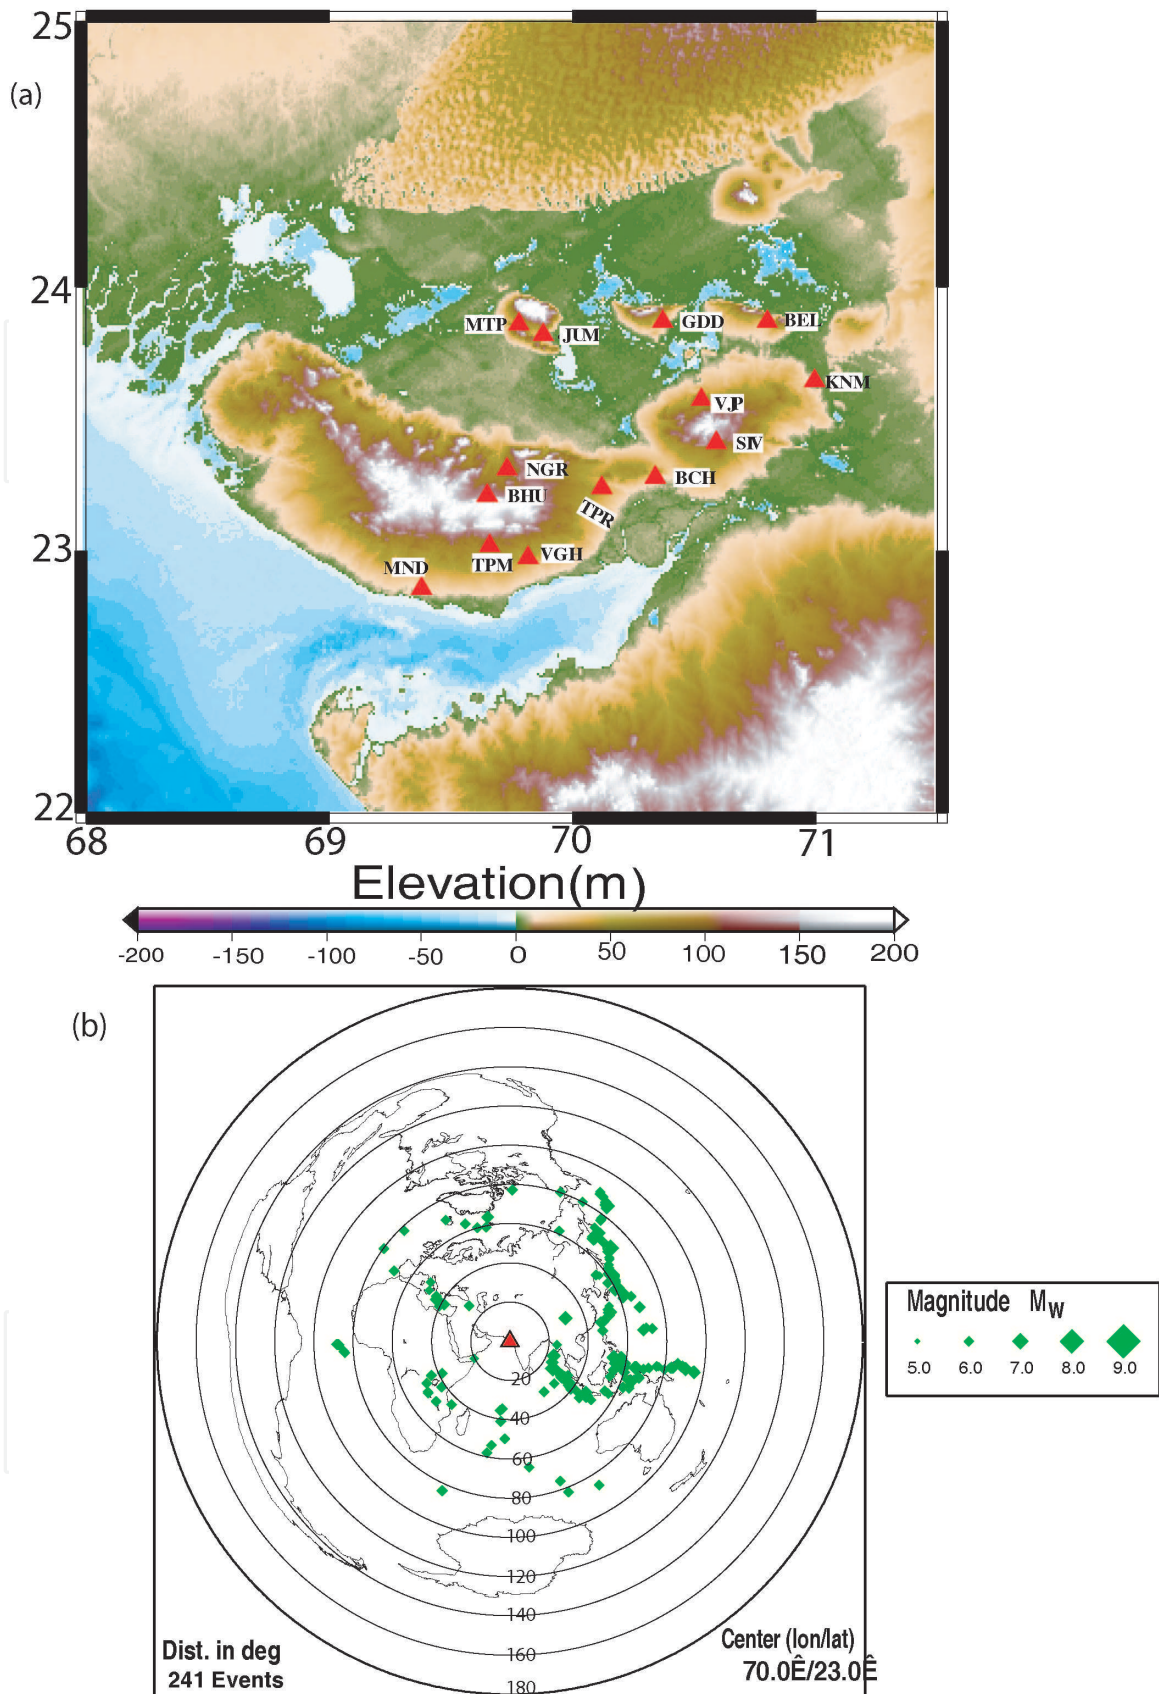 (a)
25
24
23
22
MTP
JUM
GDD
BEL
KNM
VJP
SIV
NGR
BCH
BHU
TPR
TPM
VGH
MND
68 69 70 71
Elevation(m)
-200 -150 -100 -50 0 50 100 150 200
(b)
20
40
60
80
100
120
140
160
180
Dist. in deg
241 Events
Center (lon/lat)
70.0Ê/23.0Ê
Magnitude MW
5.0 6.0 7.0 8.0 9.0